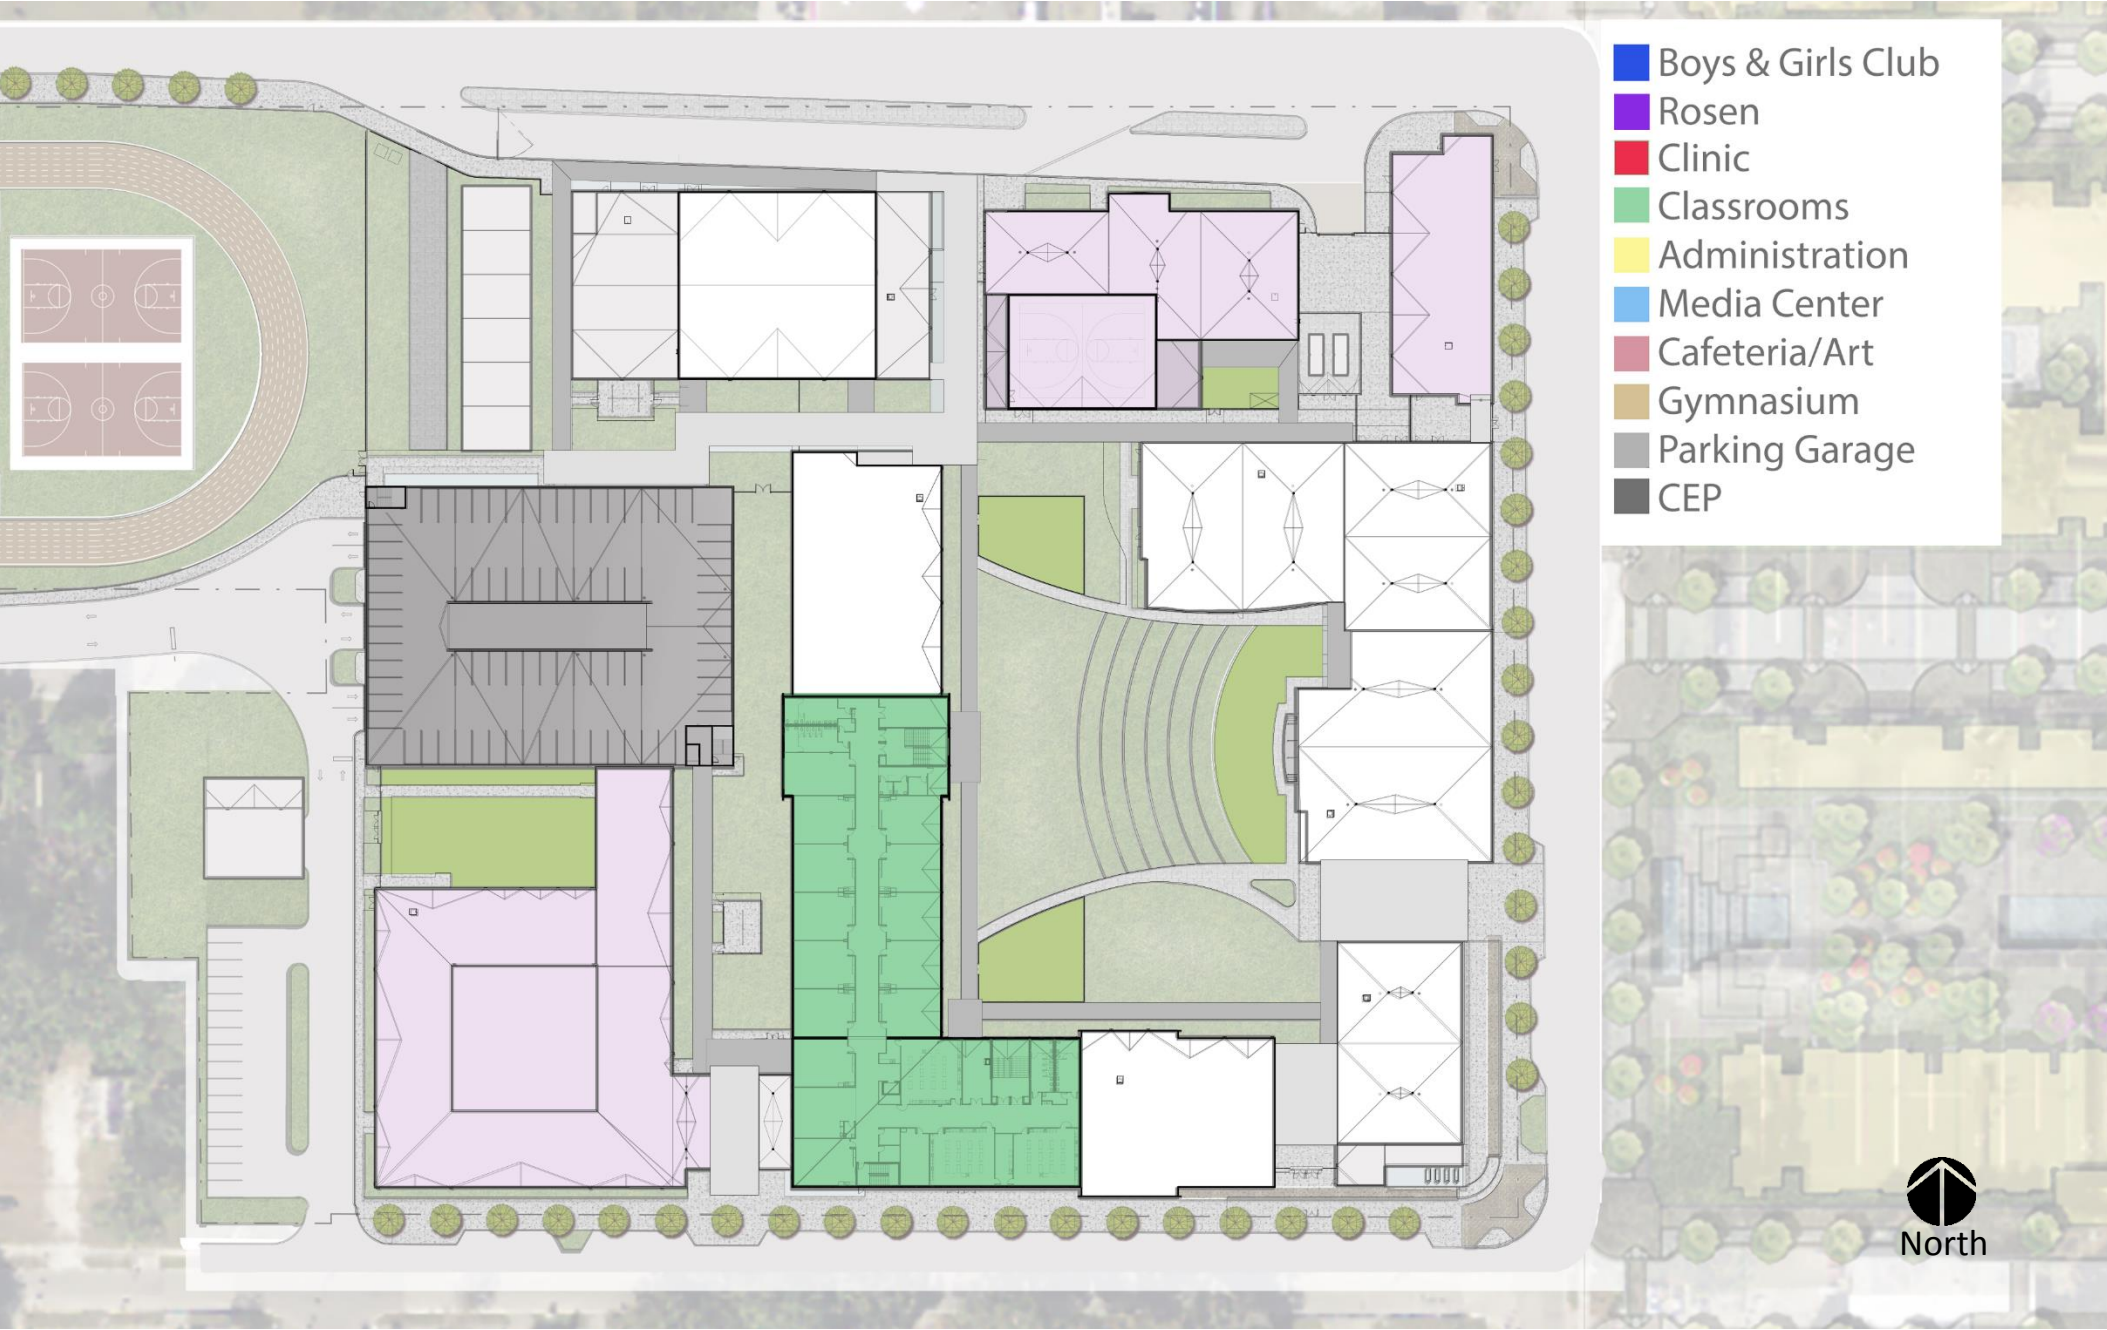 Boys & Girls Club
Rosen
Clinic
Classrooms
Administration
Media Center
Cafeteria/Art
Gymnasium
Parking Garage
CEP
North